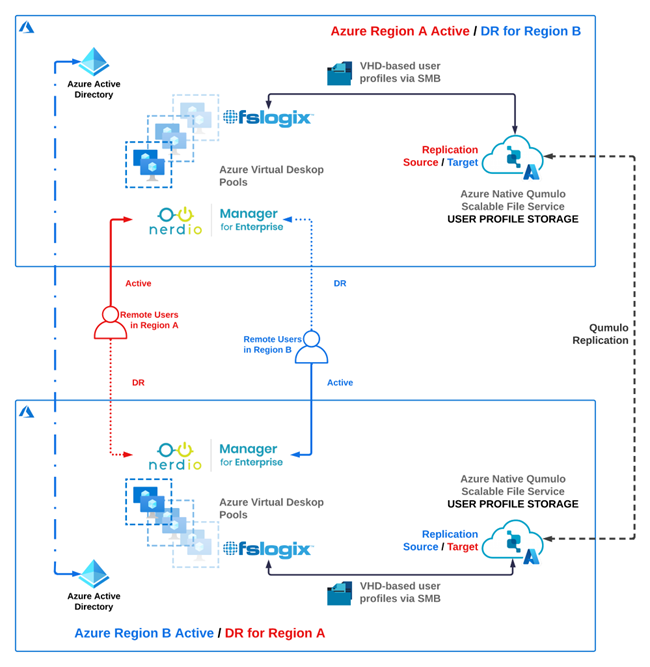 Azure Region A Active / DR for Region B
Azure Active
Directory
VHD-based user
profiles via SMB
fslogix
Replication
Source / Target
Azure Virtual Deskop
Pools
Azure Native Qumulo
Scalable File Service
USER PROFILE STORAGE
nerdio
Manager
for Enterprise
Active
DR
Remote Users
in Region A
Qumulo
Replication
Remote Users
in Region B
DR
Active
nerdio
Manager
for Enterprise
Azure Native Qumulo
Scalable File Service
USER PROFILE STORAGE
Azure Virtual Deskop
Pools
Replication
Source / Target
fslogix
Azure Active
Directory
VHD-based user
profiles via SMB
Azure Region B Active / DR for Region A